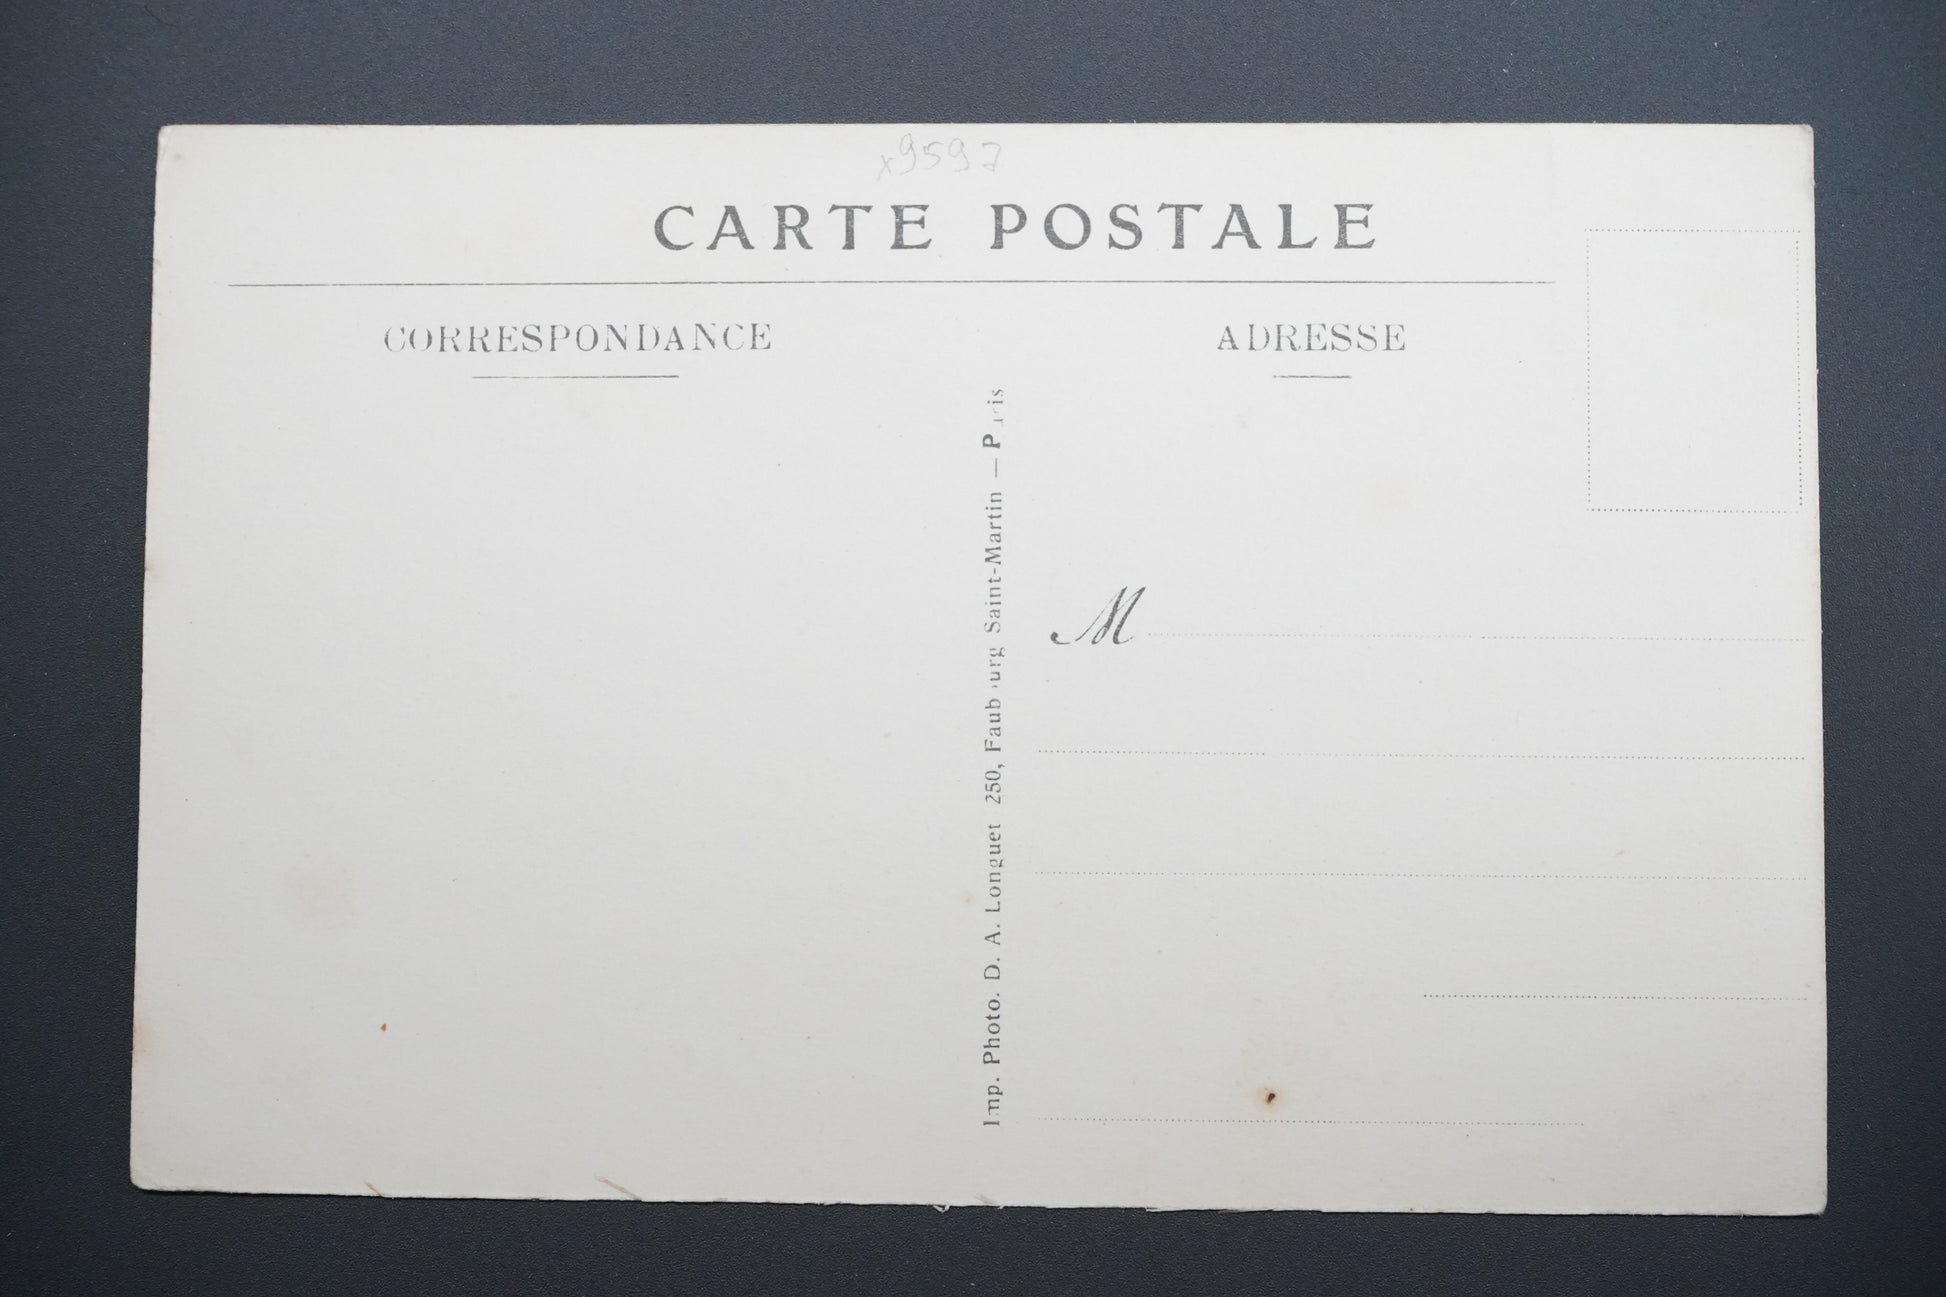 x9597
CARTE POSTALE
CORRESPONDANCE
ADRESSE
Imp. Photo. D. A. Longuet 250, Faubourg Saint-Martin — Paris
M